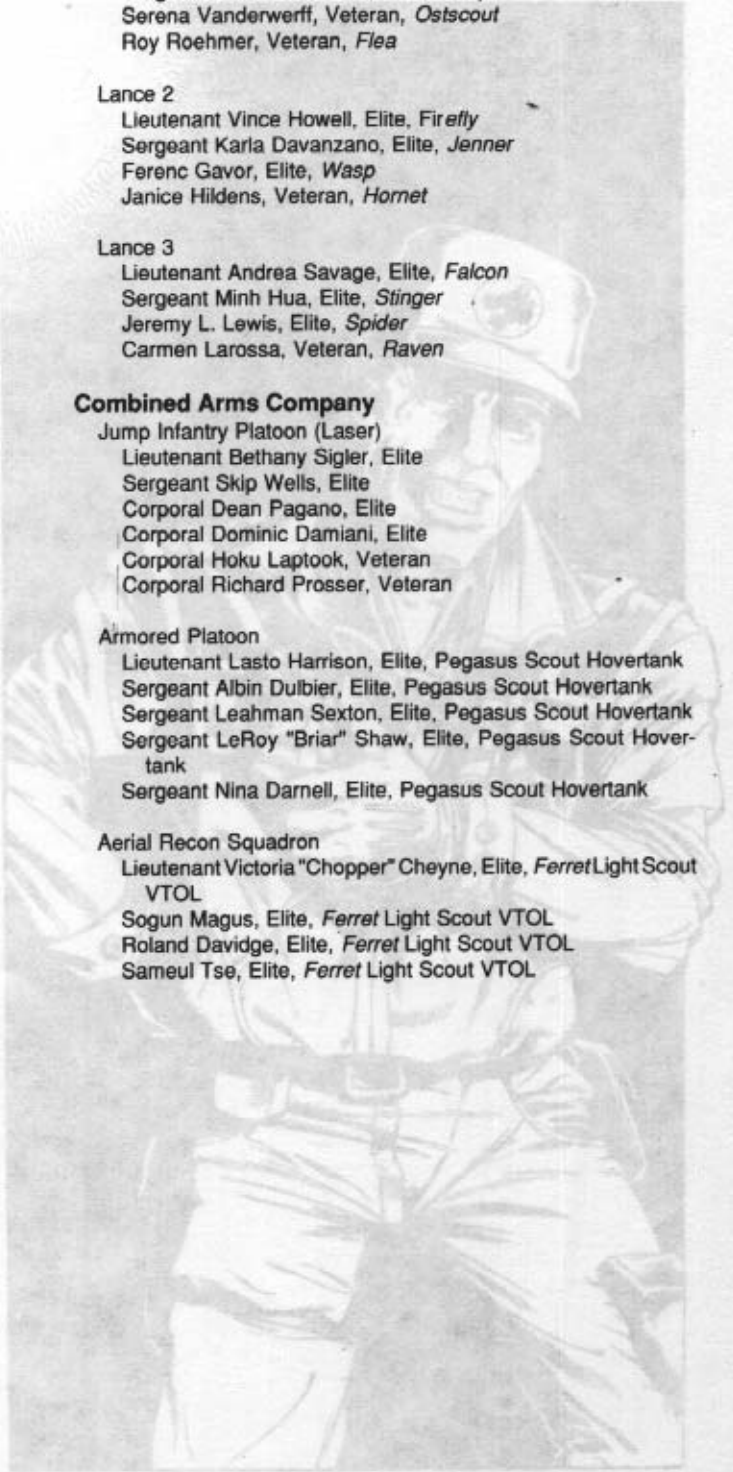 Serena Vanderwerff, Veteran, Ostscout
Roy Roehmer, Veteran, Flea
Lance 2
Lieutenant Vince Howell, Elite, Firefly
Sergeant Karla Davanzano, Elite, Jenner
Ferenc Gavor, Elite, Wasp
Janice Hildens, Veteran, Hornet
Lance 3
Lieutenant Andrea Savage, Elite, Falcon
Sergeant Minh Hua, Elite, Stinger
Jeremy L. Lewis, Elite, Spider
Carmen Larossa, Veteran, Raven
Combined Arms Company
Jump Infantry Platoon (Laser)
Lieutenant Bethany Sigler, Elite
Sergeant Skip Wells, Elite
Corporal Dean Pagano, Elite
Corporal Dominic Damiani, Elite
Corporal Hoku Laptook, Veteran
Corporal Richard Prosser, Veteran
Armored Platoon
Lieutenant Lasto Harrison, Elite, Pegasus Scout Hovertank
Sergeant Albin Dulbier, Elite, Pegasus Scout Hovertank
Sergeant Leahman Sexton, Elite, Pegasus Scout Hovertank
Sergeant LeRoy "Briar" Shaw, Elite, Pegasus Scout Hover-
tank
Sergeant Nina Darnell, Elite, Pegasus Scout Hovertank
Aerial Recon Squadron
Lieutenant Victoria "Chopper" Cheyne, Elite, Ferret Light Scout
VTOL
Sogun Magus, Elite, Ferret Light Scout VTOL
Roland Davidge, Elite, Ferret Light Scout VTOL
Sameul Tse, Elite, Ferret Light Scout VTOL